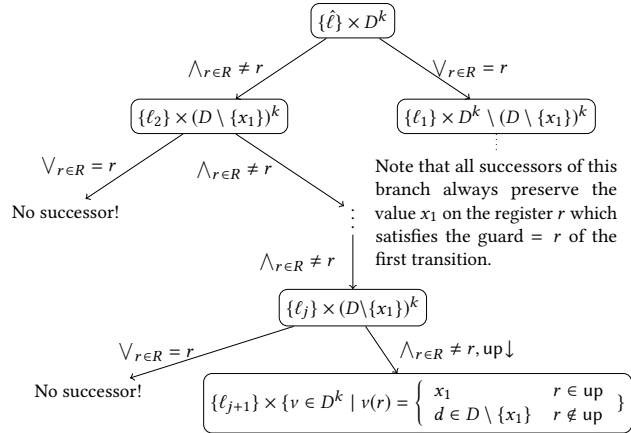 {ℓ̂} × D^k
⋀_{r∈R} ≠ r
⋁_{r∈R} = r
{ℓ_2} × (D \ {x_1})^k
{ℓ_1} × D^k \ (D \ {x_1})^k
⋁_{r∈R} = r
⋀_{r∈R} ≠ r
No successor!
Note that all successors of this
branch always preserve the
value x_1 on the register r which
satisfies the guard = r of the
first transition.
⋮
⋀_{r∈R} ≠ r
{ℓ_j} × (D\{x_1})^k
⋁_{r∈R} = r
⋀_{r∈R} ≠ r, up↓
No successor!
{ℓ_{j+1}} × {ν ∈ D^k | ν(r) = { x_1 r ∈ up
d ∈ D \ {x_1} r ∉ up }